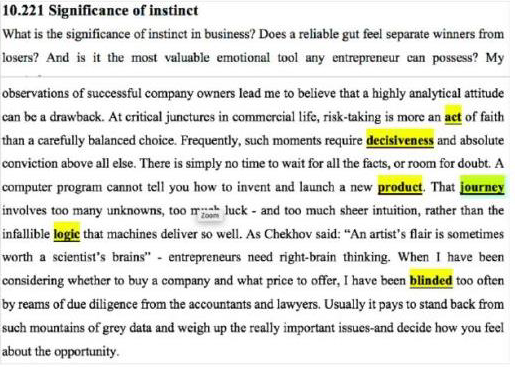 10.221 Significance of instinct
What is the significance of instinct in business? Does a reliable gut feel separate winners from
losers? And is it the most valuable emotional tool any entrepreneur can possess? My
observations of successful company owners lead me to believe that a highly analytical attitude
can be a drawback. At critical junctures in commercial life, risk-taking is more an act of faith
than a carefully balanced choice. Frequently, such moments require decisiveness and absolute
conviction above all else. There is simply no time to wait for all the facts, or room for doubt. A
computer program cannot tell you how to invent and launch a new product. That journey
involves too many unknowns, too luck - and too much sheer intuition, rather than the
Zoom
infallible logic that machines deliver so well. As Chekhov said: “An artist’s flair is sometimes
worth a scientist’s brains” - entrepreneurs need right-brain thinking. When I have been
considering whether to buy a company and what price to offer, I have been blinded too often
by reams of due diligence from the accountants and lawyers. Usually it pays to stand back from
such mountains of grey data and weigh up the really important issues-and decide how you feel
about the opportunity.